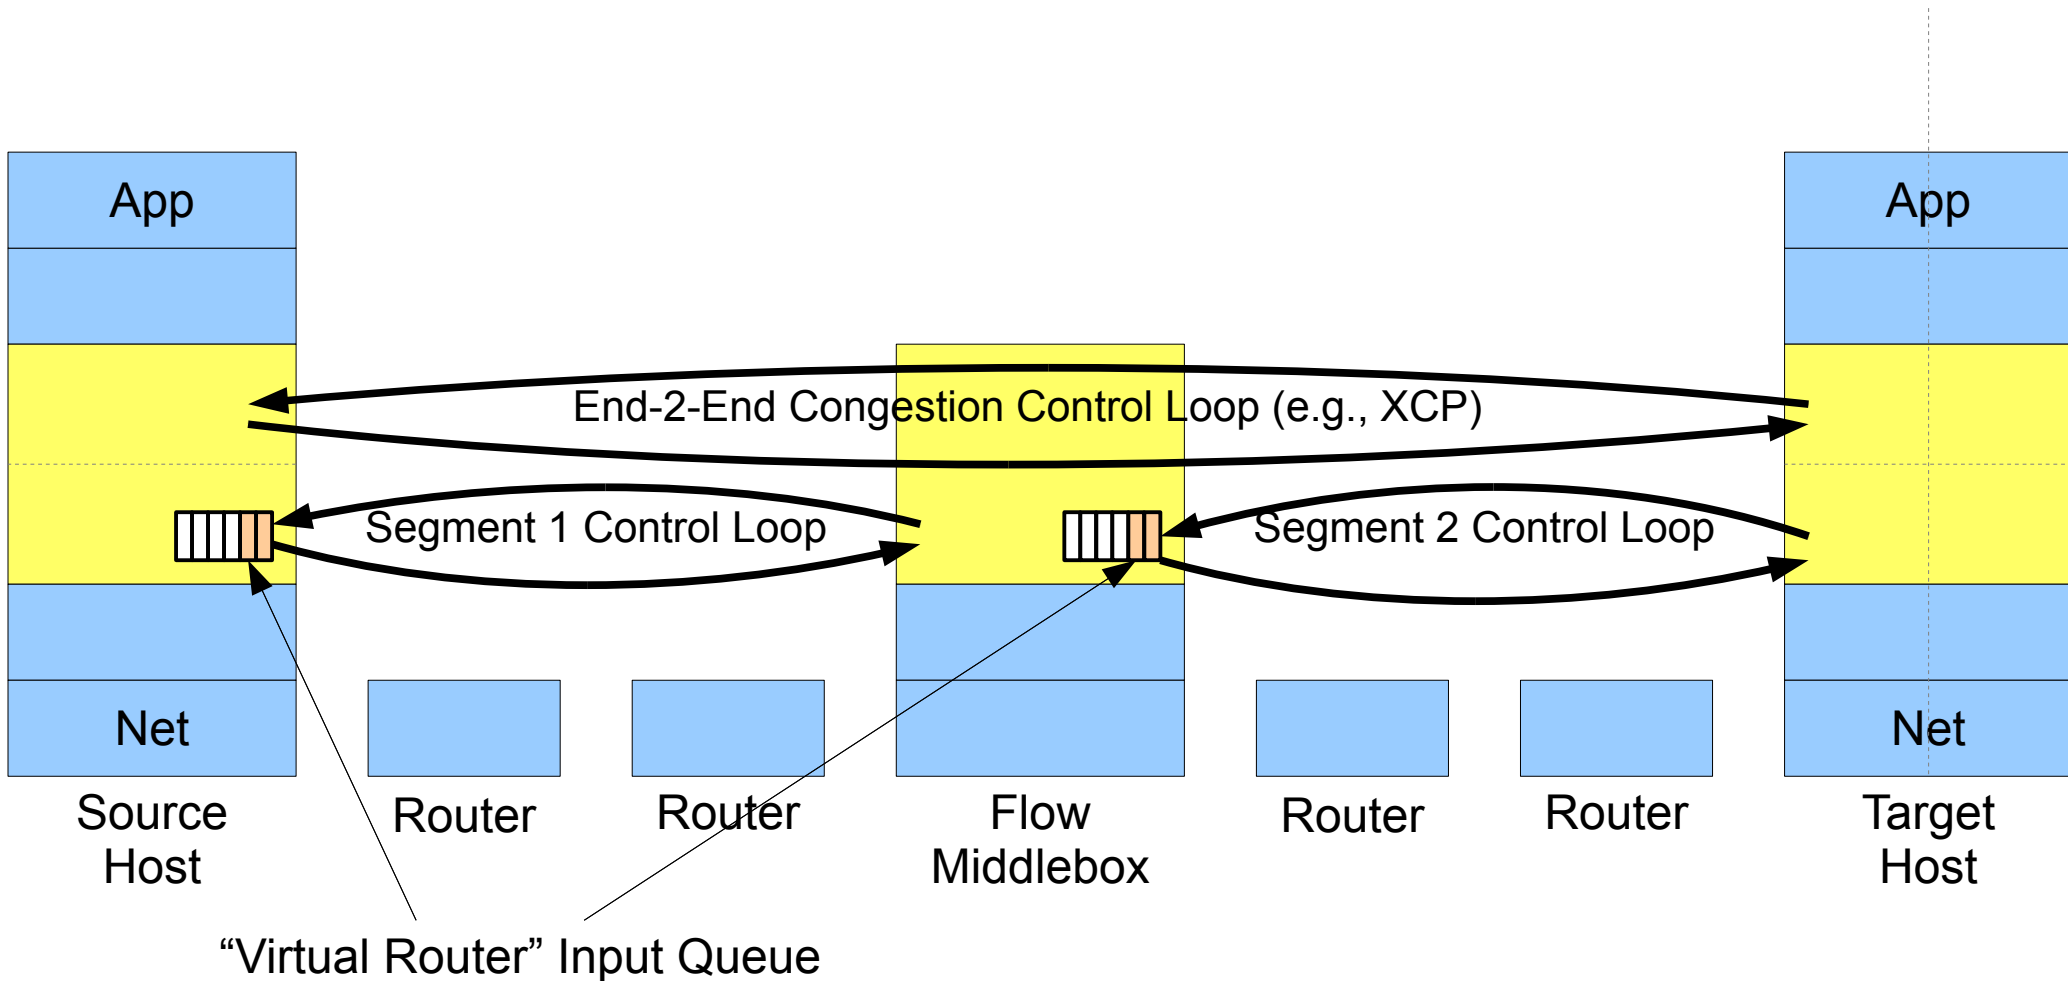 App
App
End-2-End Congestion Control Loop (e.g., XCP)
Segment 1 Control Loop
Segment 2 Control Loop
Net
Net
Source
Host
Router
Router
Flow
Middlebox
Router
Router
Target
Host
“Virtual Router” Input Queue